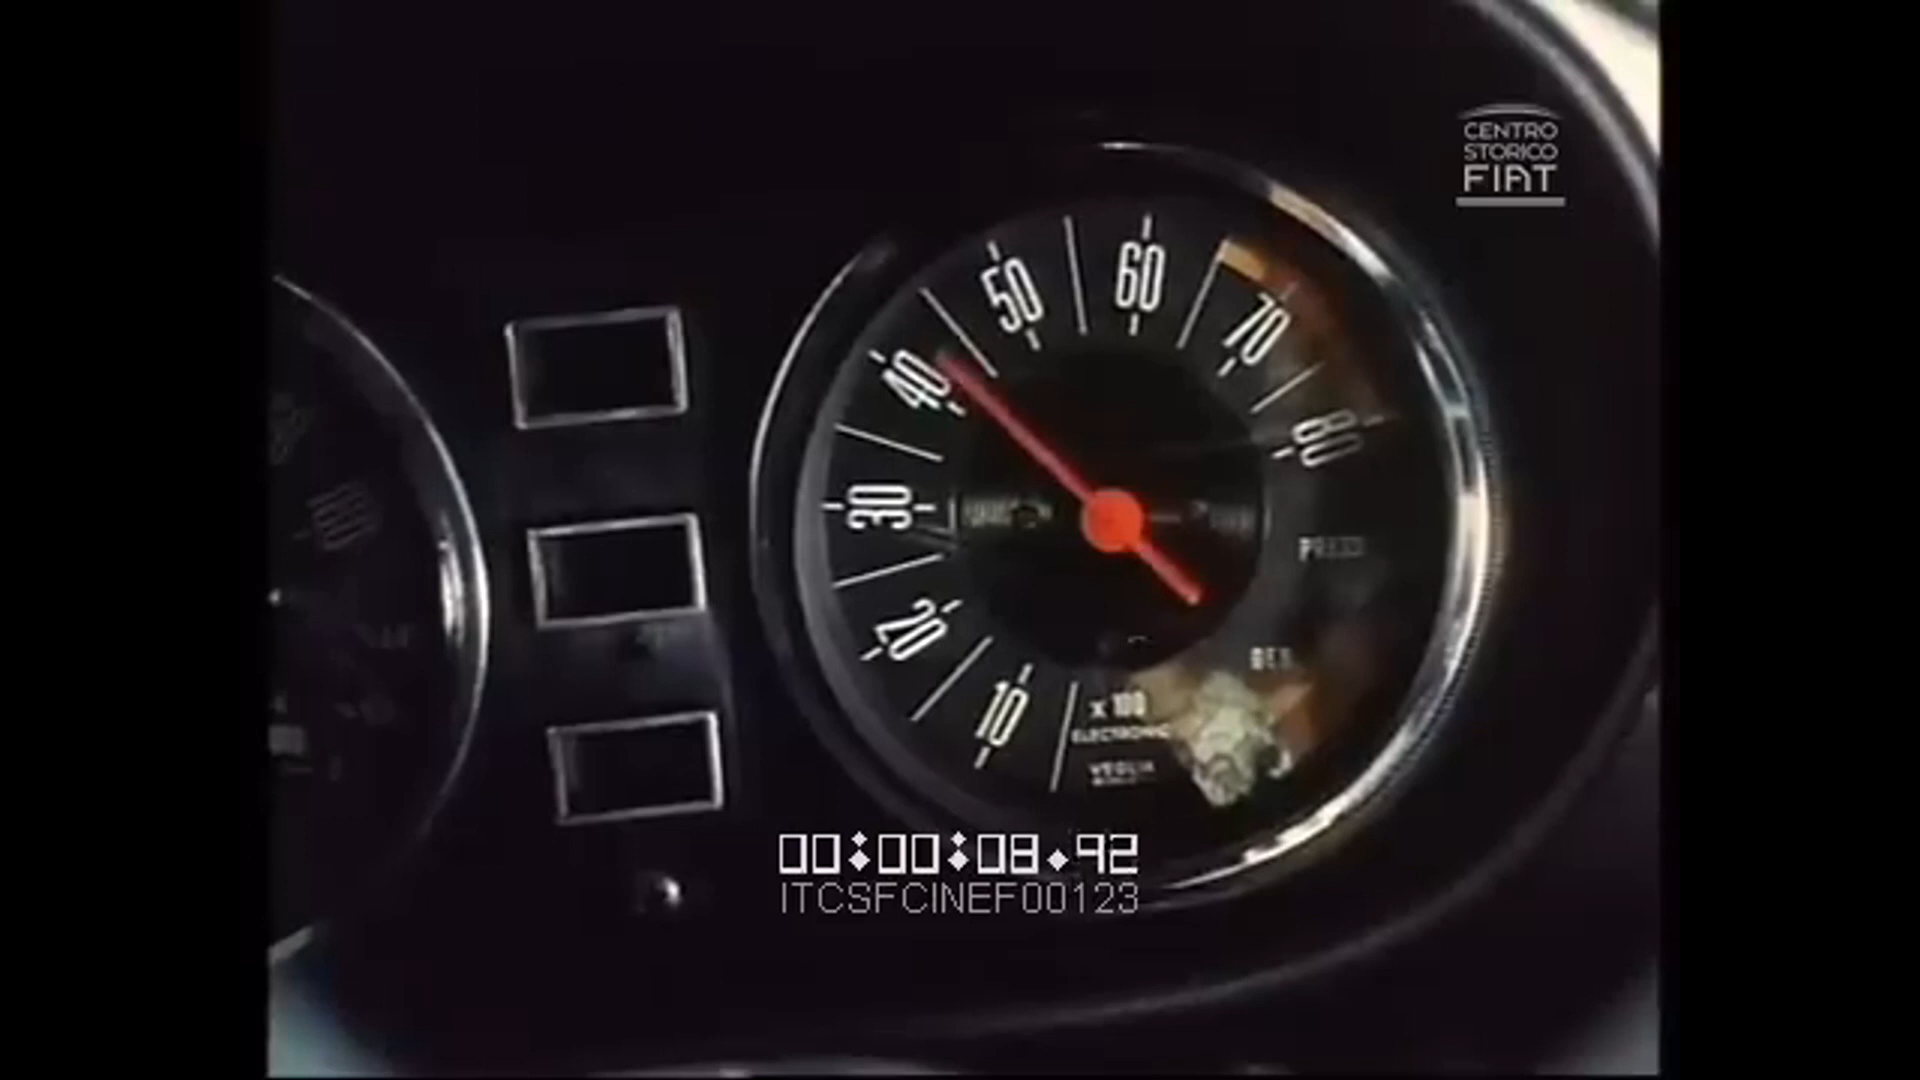 CENTRO
STORICO
FIAT
50
60
70
40
80
30
20
10
x 100
ELECTRONIC
VEGLIA
00:00:08.92
ITCSFCINEF00123